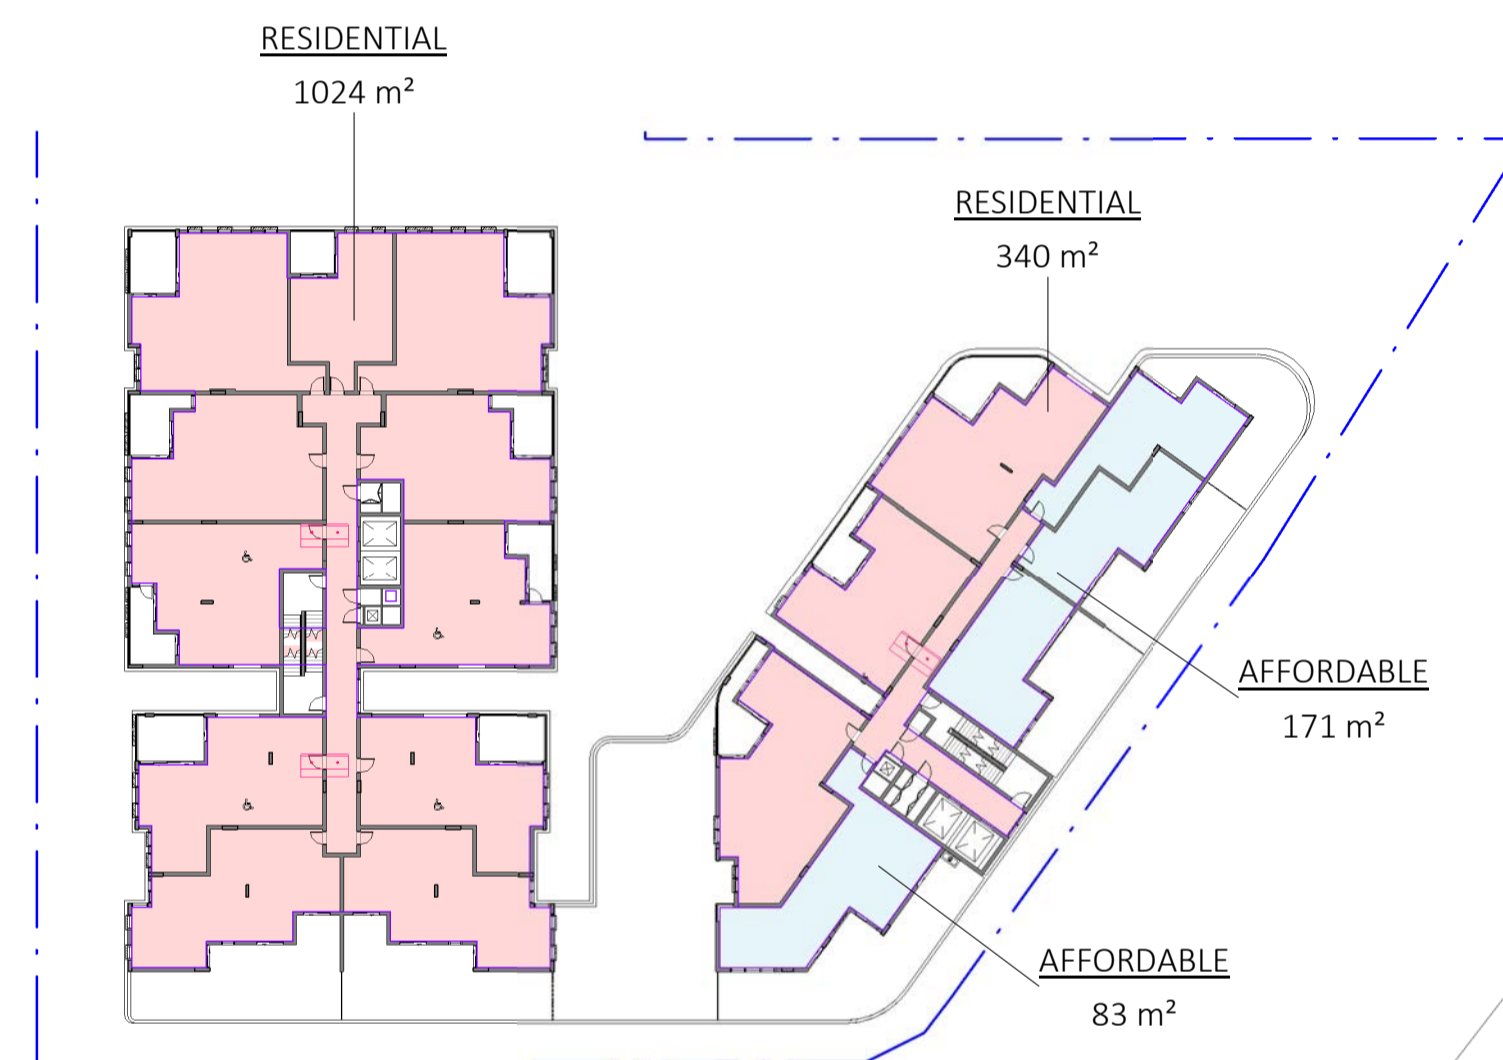 RESIDENTIAL
1024 m²
RESIDENTIAL
340 m²
AFFORDABLE
171 m²
AFFORDABLE
83 m²